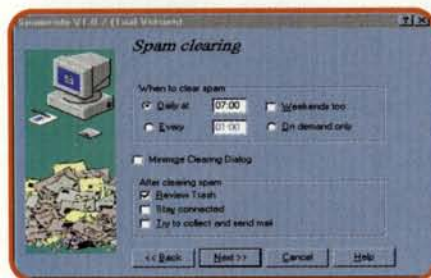 (Trial Version)
Spam clearing
When to clear spam
Daily at 07:00 Weekends too
Every 01:00 On demand only
Minimise Clearing Dialog
After clearing spam
Review Trash
Stay connected
Try to collect and send mail
<< Back Next >> Cancel Help